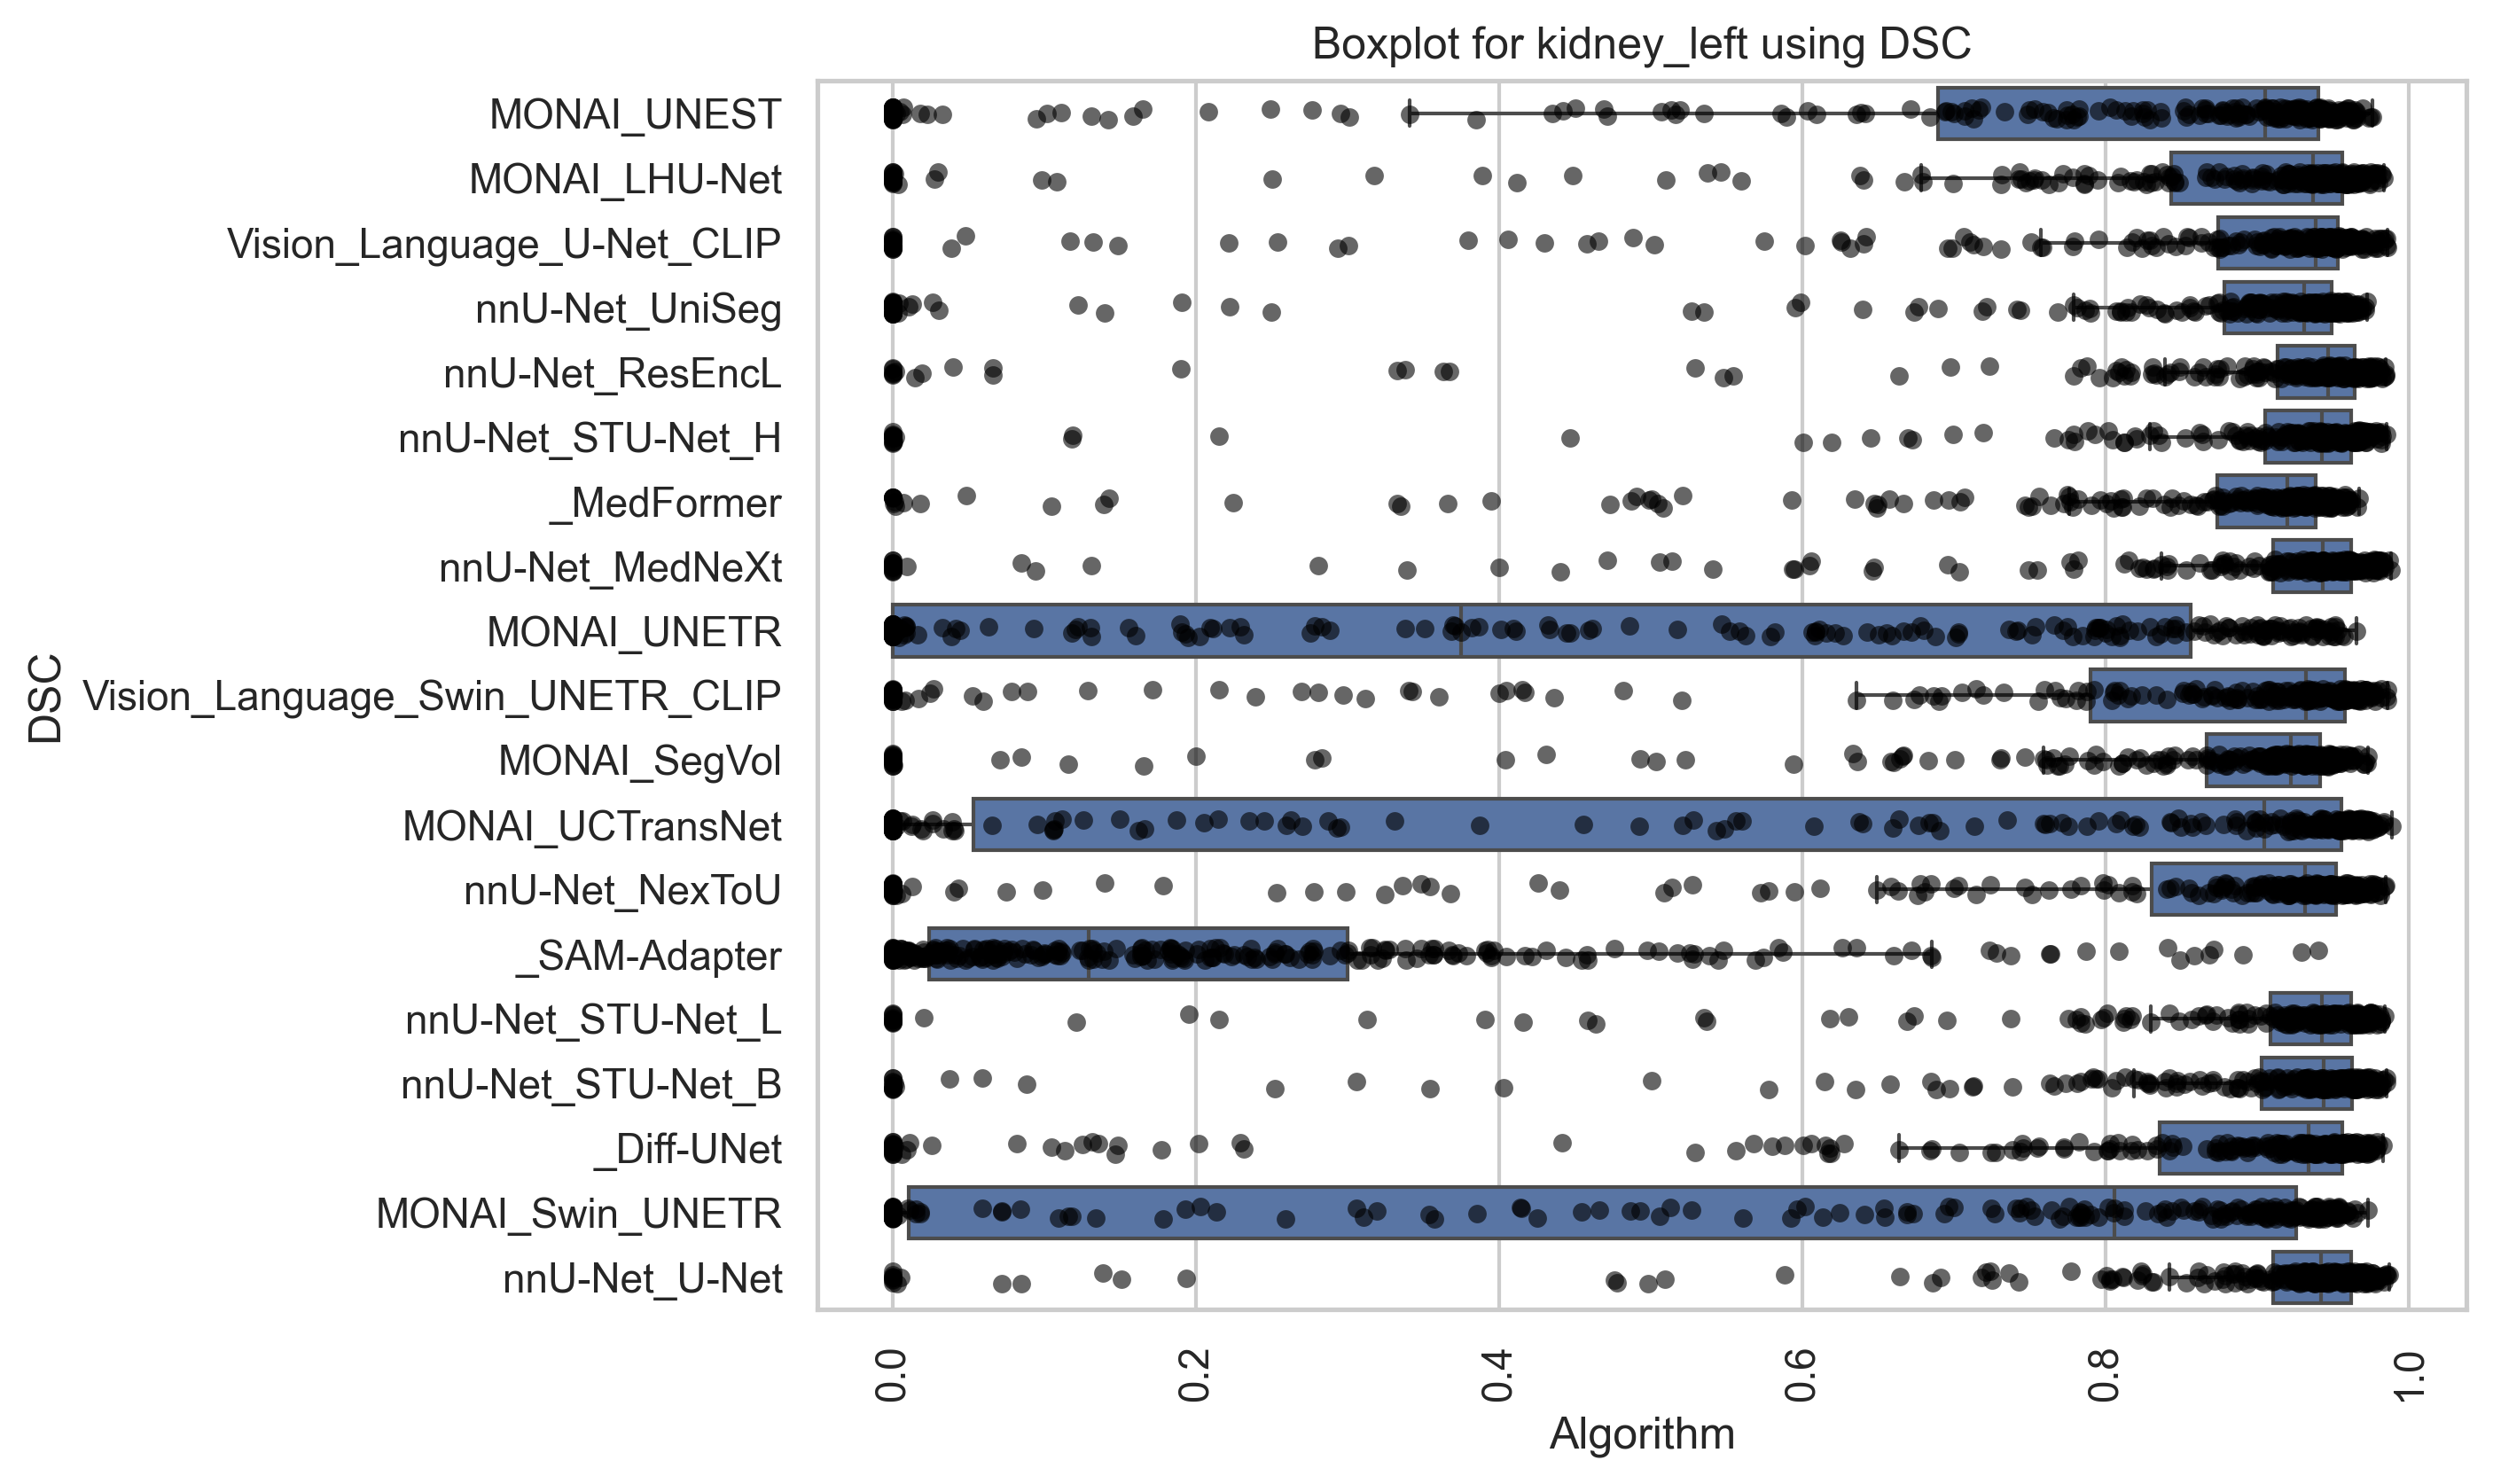 Boxplot for kidney_left using DSC
MONAI_UNEST
MONAI_LHU-Net
Vision_Language_U-Net_CLIP
nnU-Net_UniSeg
nnU-Net_ResEncL
nnU-Net_STU-Net_H
_MedFormer
nnU-Net_MedNeXt
MONAI_UNETR
Vision_Language_Swin_UNETR_CLIP
MONAI_SegVol
MONAI_UCTransNet
nnU-Net_NexToU
_SAM-Adapter
nnU-Net_STU-Net_L
nnU-Net_STU-Net_B
_Diff-UNet
MONAI_Swin_UNETR
nnU-Net_U-Net
DSC
0.0 0.2 0.4 0.6 0.8 1.0
Algorithm